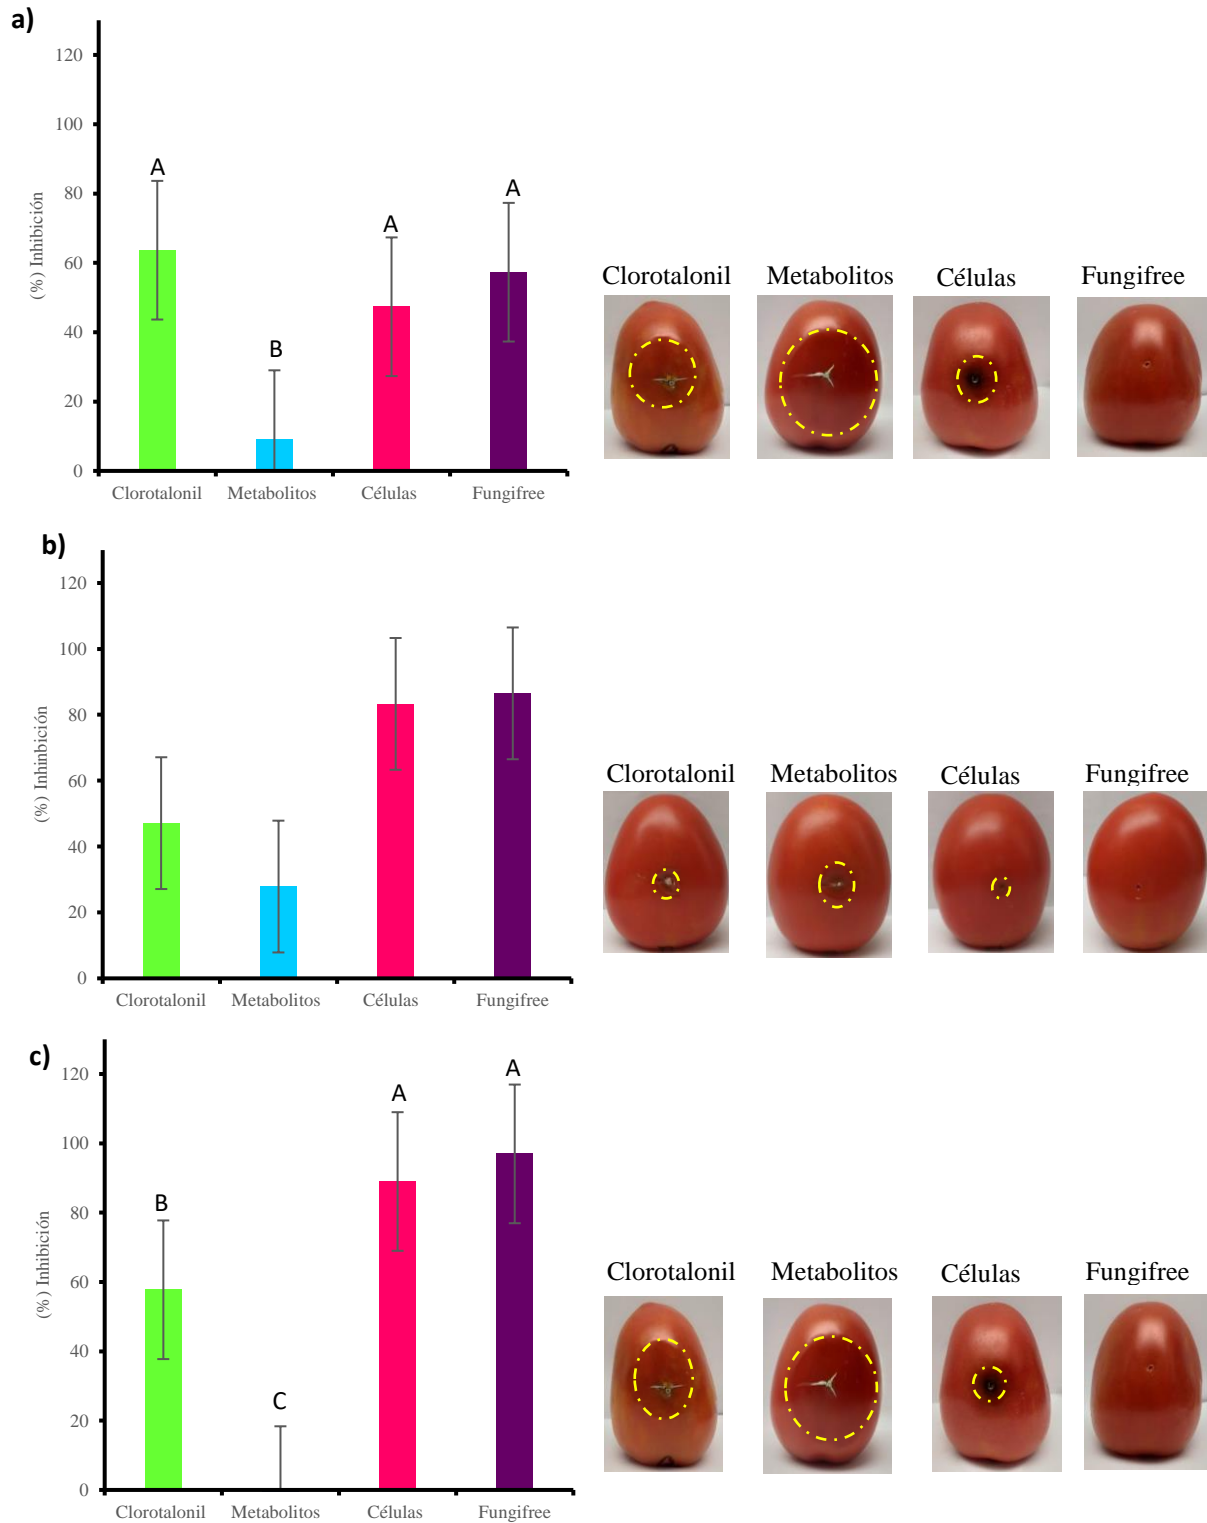 a)
120
100
80
60
40
20
0
(%) Inhibición
A
B
A
A
Clorotalonil Metabolitos Células Fungifree
Clorotalonil Metabolitos Células Fungifree
b)
120
100
80
60
40
20
0
(%) Inhinbición
Clorotalonil Metabolitos Células Fungifree
Clorotalonil Metabolitos Células Fungifree
c)
120
100
80
60
40
20
0
(%) Inhibición
B
C
A
A
Clorotalonil Metabolitos Células Fungifree
Clorotalonil Metabolitos Células Fungifree